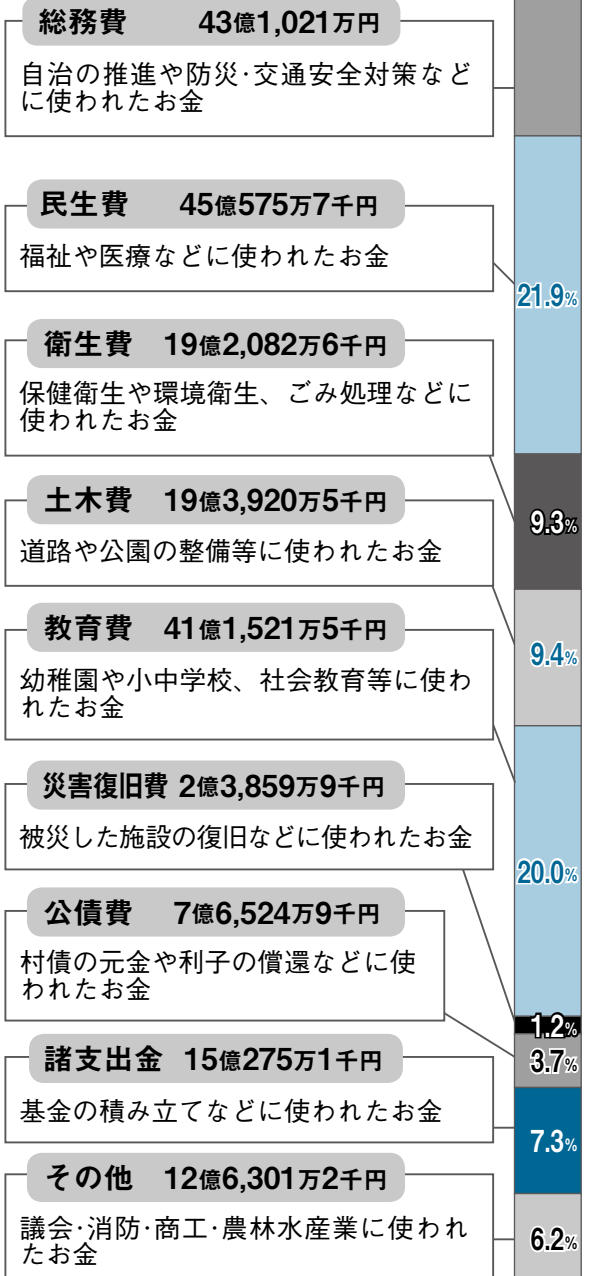 総務費 43億1,021万円
自治の推進や防災･交通安全対策など
に使われたお金
民生費 45億575万7千円
福祉や医療などに使われたお金
21.9%
衛生費 19億2,082万6千円
保健衛生や環境衛生、ごみ処理などに
使われたお金
9.3%
土木費 19億3,920万5千円
道路や公園の整備等に使われたお金
9.4%
教育費 41億1,521万5千円
幼稚園や小中学校、社会教育等に使わ
れたお金
20.0%
災害復旧費 2億3,859万9千円
被災した施設の復旧などに使われたお金
1.2%
公債費 7億6,524万9千円
村債の元金や利子の償還などに使
われたお金
3.7%
諸支出金 15億275万1千円
基金の積み立てなどに使われたお金
7.3%
その他 12億6,301万2千円
議会･消防･商工･農林水産業に使われ
たお金
6.2%